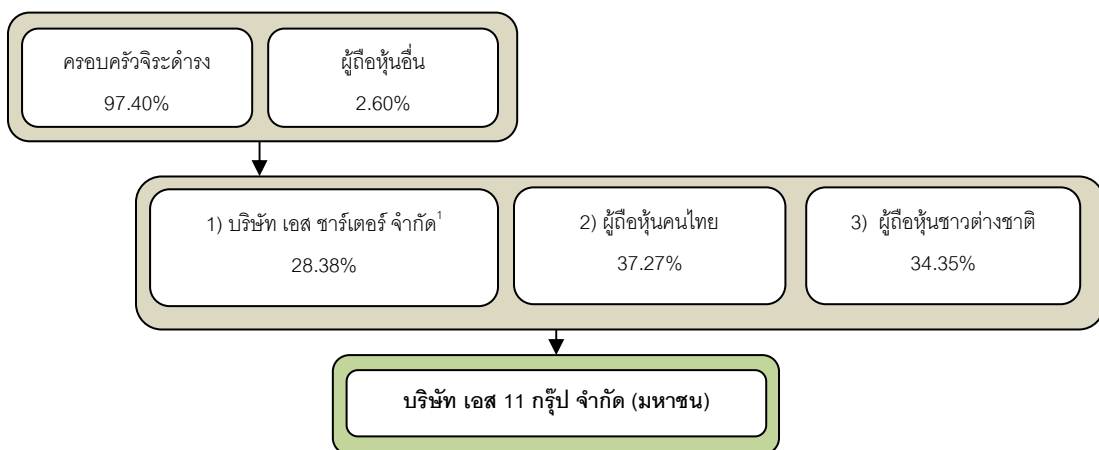 ครอบครัวจิระดำรง
97.40%
ผู้ถือหุ้นอื่น
2.60%
1) บริษัท เอส ชาร์เตอร์ จำกัด¹
28.38%
2) ผู้ถือหุ้นคนไทย
37.27%
3) ผู้ถือหุ้นชาวต่างชาติ
34.35%
บริษัท เอส 11 กรุ๊ป จำกัด (มหาชน)